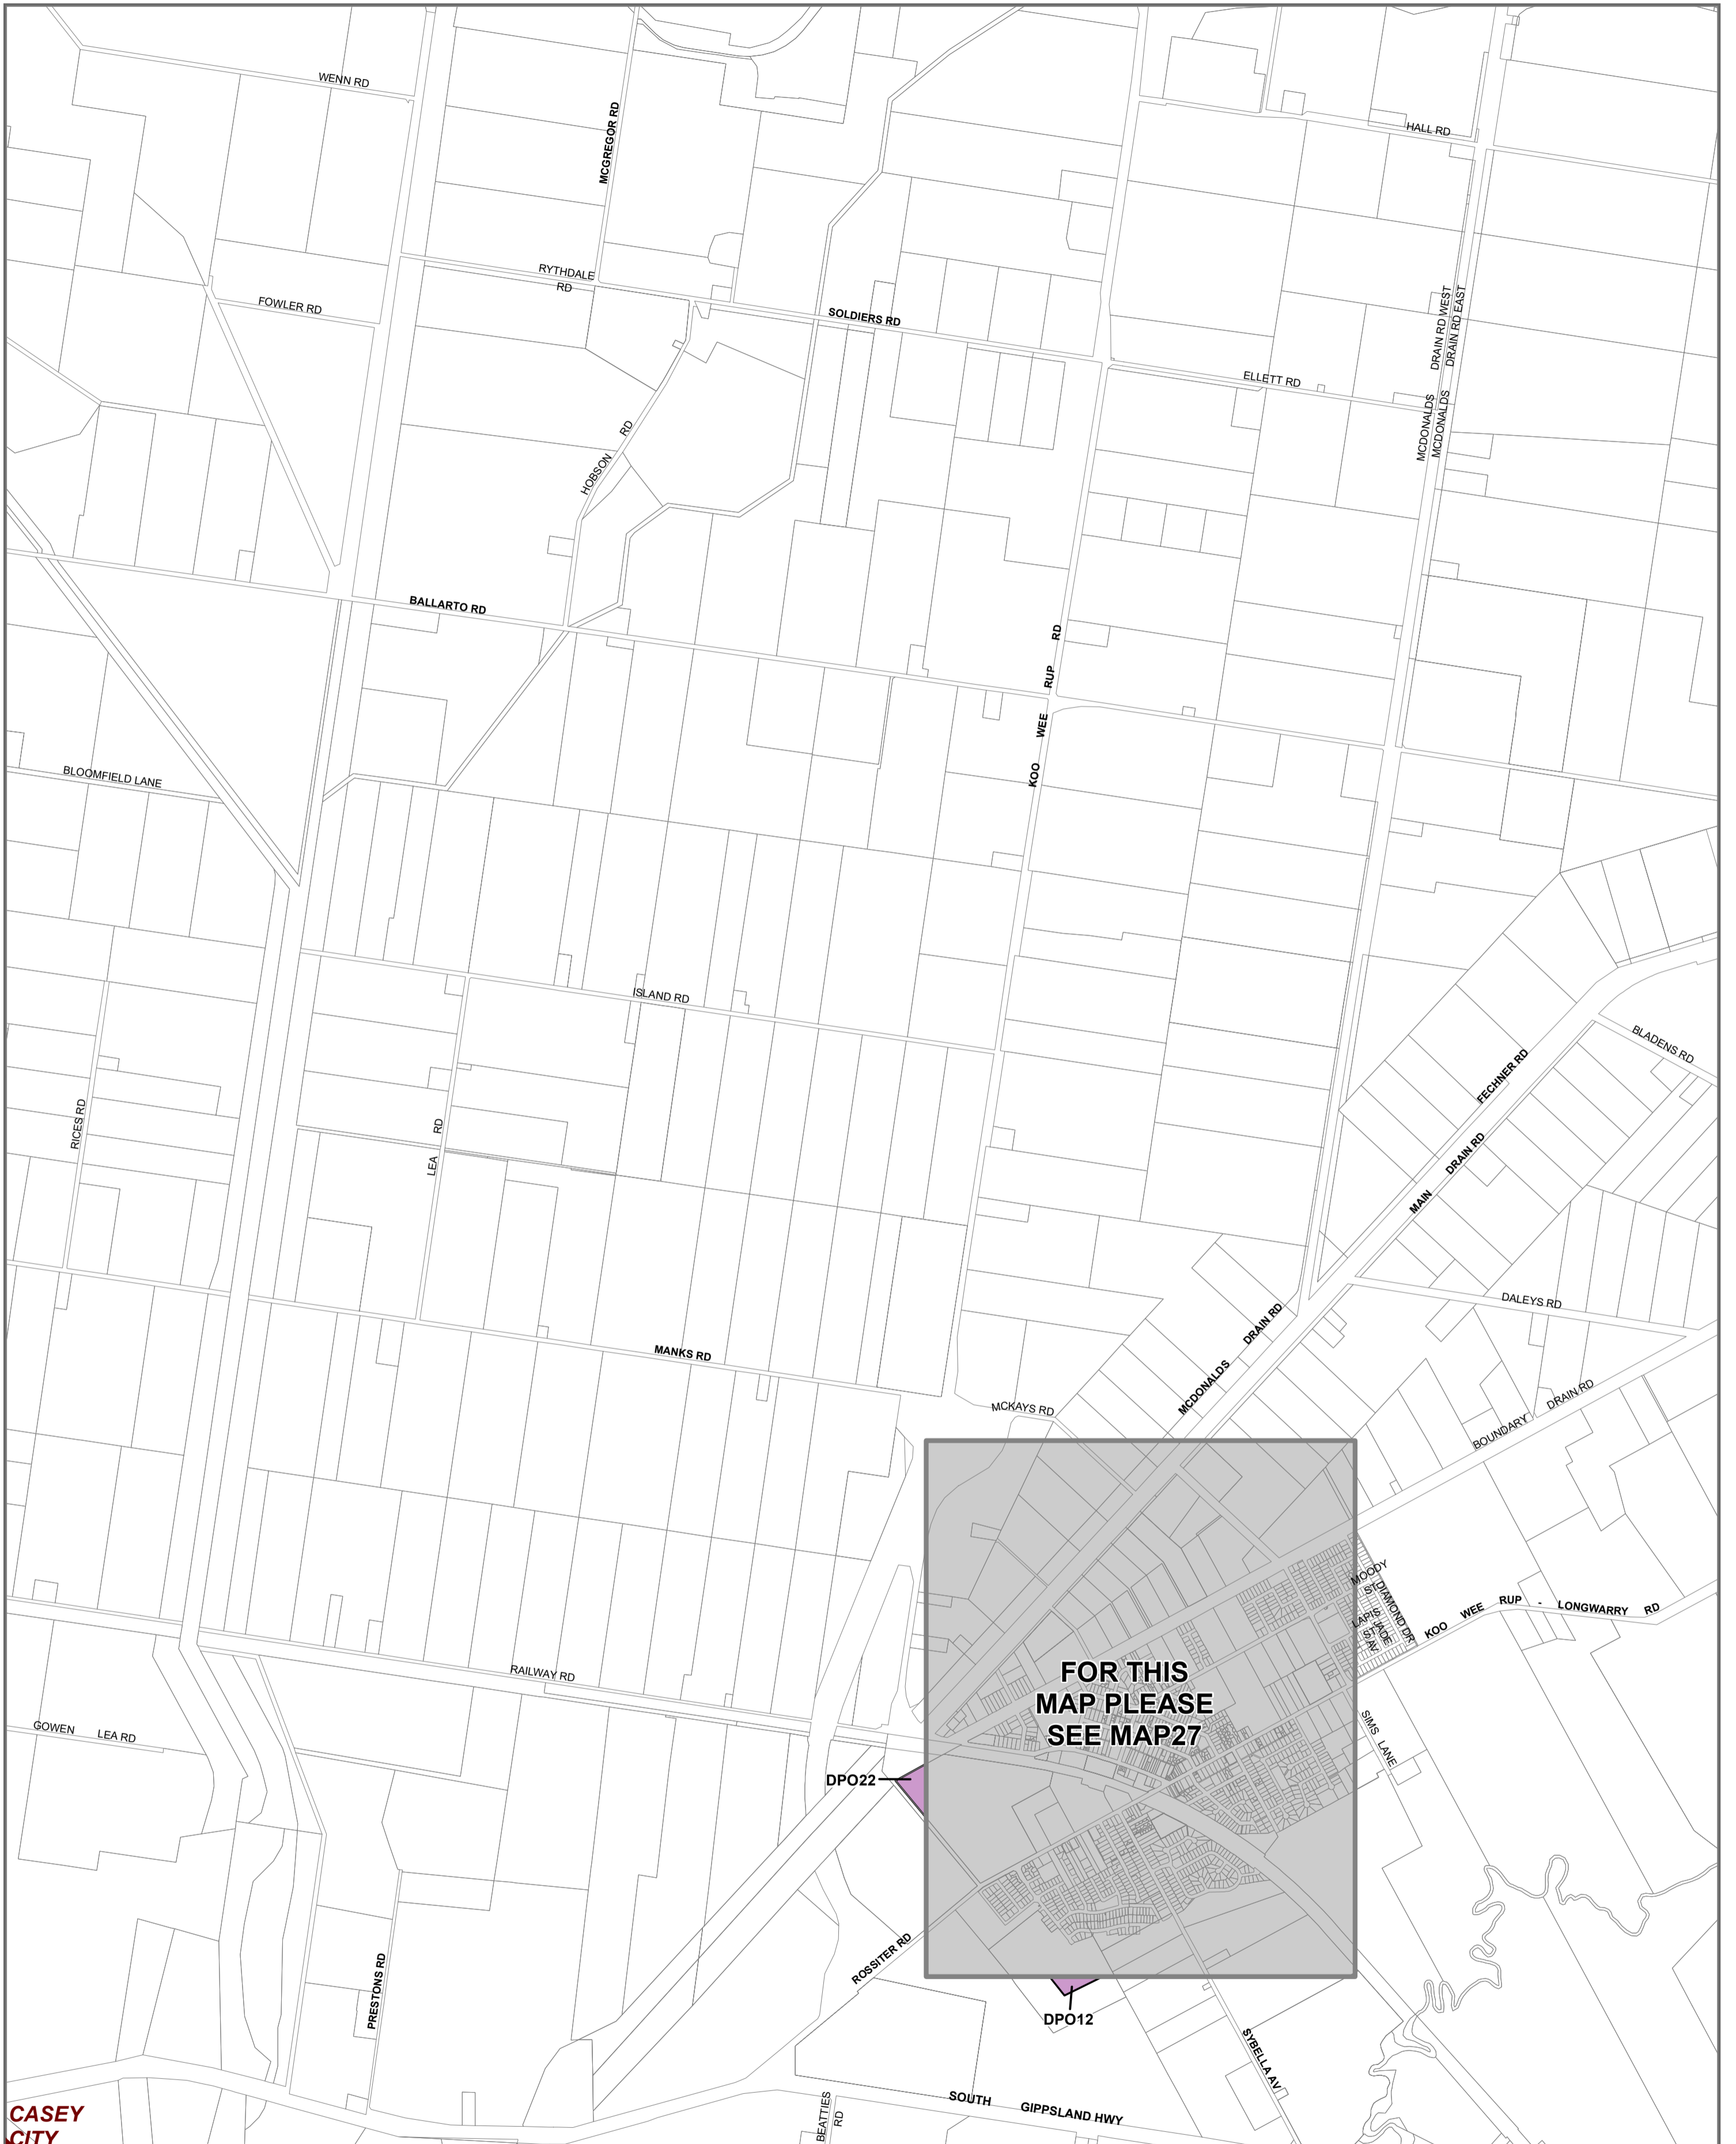 WENN RD
MCGREGOR RD
HALL RD
RYTHDALE
RD
FOWLER RD
SOLDIERS RD
DRAIN RD WEST
DRAIN RD EAST
ELLETT RD
MCDONALDS
MCDONALDS
HOBSON RD
BALLARTO RD
KOO WEE RUP RD
BLOOMFIELD LANE
ISLAND RD
BLADENS RD
FECHNER RD
RICES RD
LEA RD
MAIN DRAIN RD
DALEYS RD
MCDONALDS DRAIN RD
MANKS RD
MCKAYS RD
BOUNDARY DRAIN RD
MOODY
ST
DIAMOND DR
LAPIS
ST
JADE
AV
KOO WEE RUP - LONGWARRY RD
RAILWAY RD
FOR THIS
MAP PLEASE
SEE MAP27
GOWEN LEA RD
SIMS LANE
DPO22
ROSSITER RD
PRESTONS RD
DPO12
SYBELLA AV
SOUTH GIPPSLAND HWY
BEATTIES
RD
CASEY
CITY